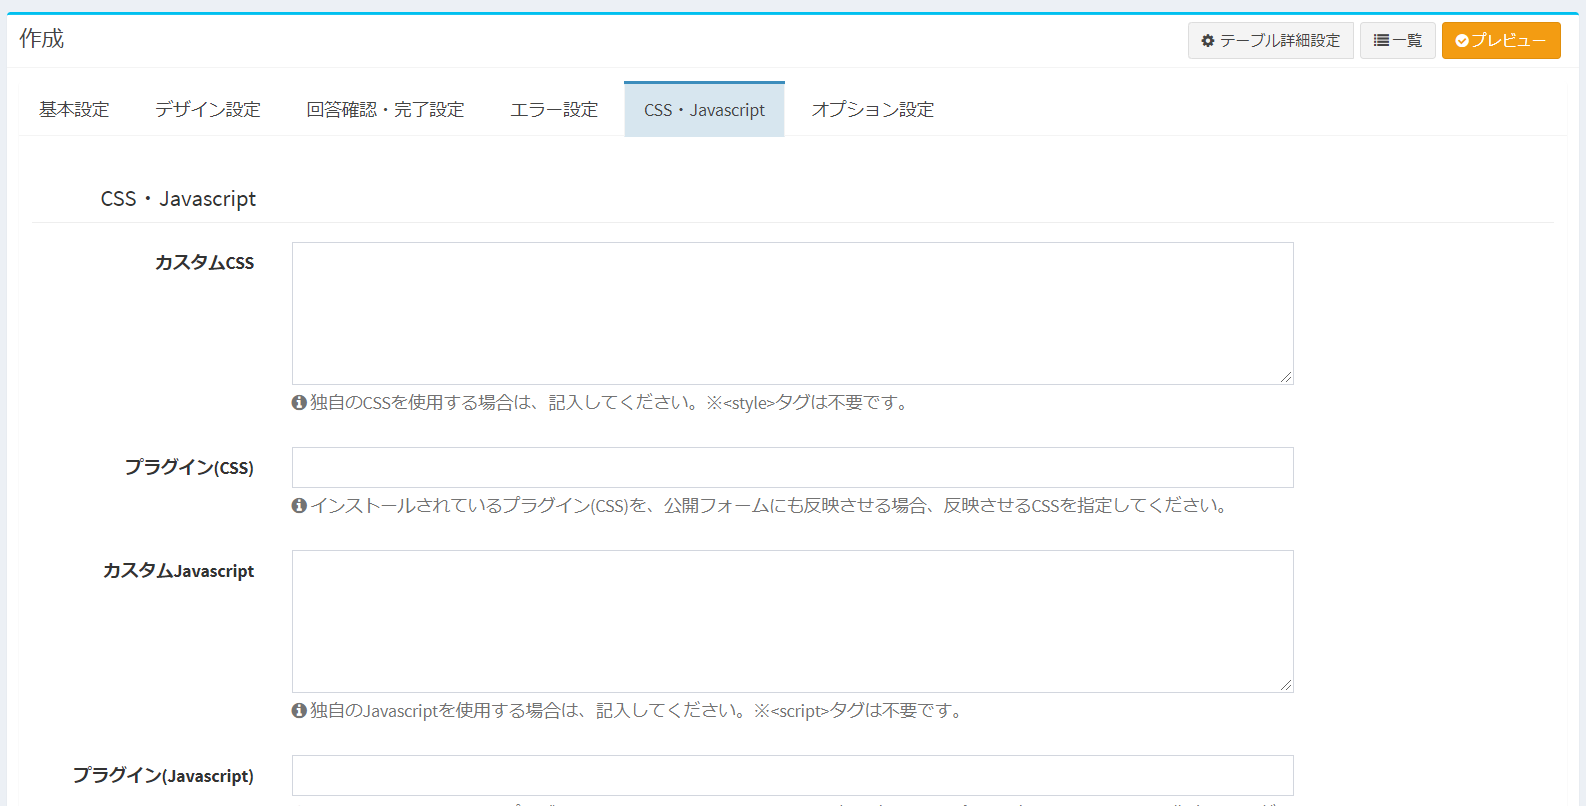 作成
テーブル詳細設定 一覧 プレビュー
基本設定 デザイン設定 回答確認・完了設定 エラー設定 CSS・Javascript オプション設定
CSS・Javascript
カスタムCSS
独自のCSSを使用する場合は、記入してください。※<style>タグは不要です。
プラグイン(CSS)
インストールされているプラグイン(CSS)を、公開フォームにも反映させる場合、反映させるCSSを指定してください。
カスタムJavascript
独自のJavascriptを使用する場合は、記入してください。※<script>タグは不要です。
プラグイン(Javascript)